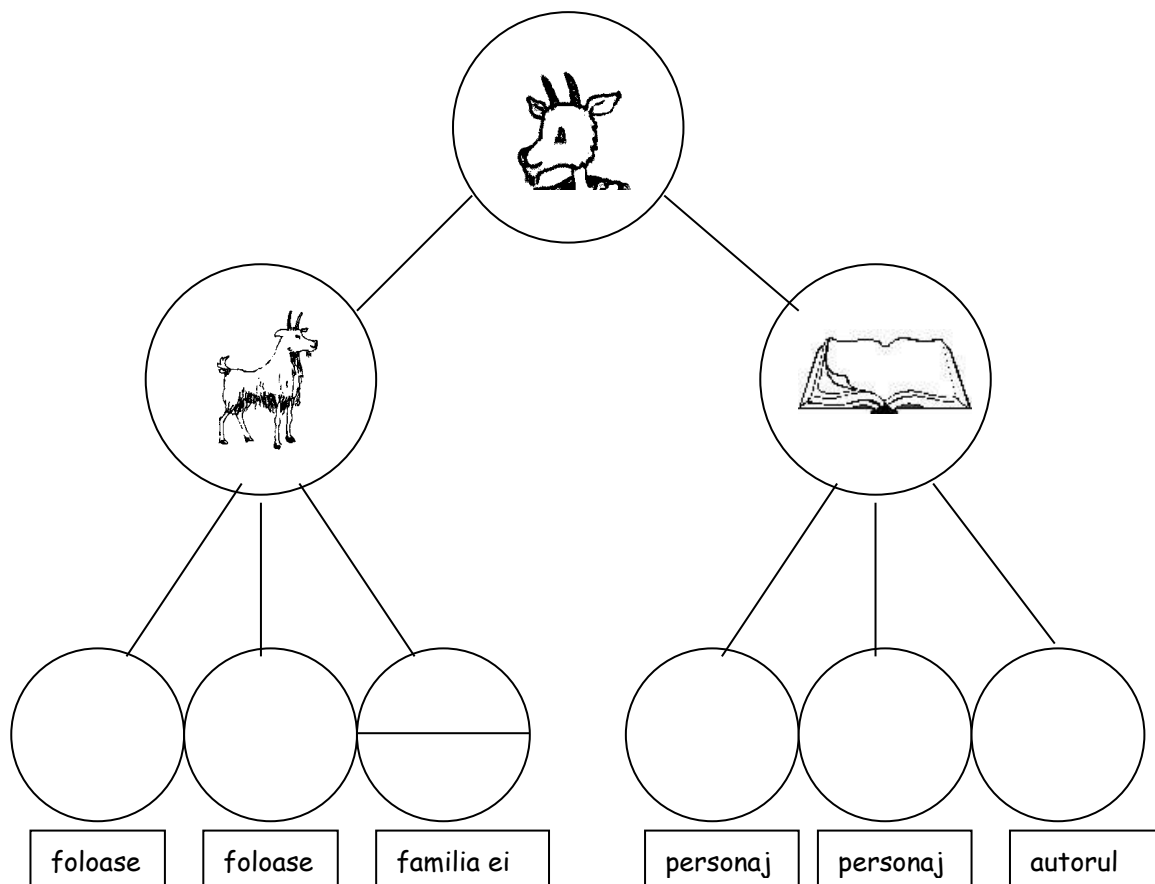 foloase
foloase
familia ei
personaj
personaj
autorul